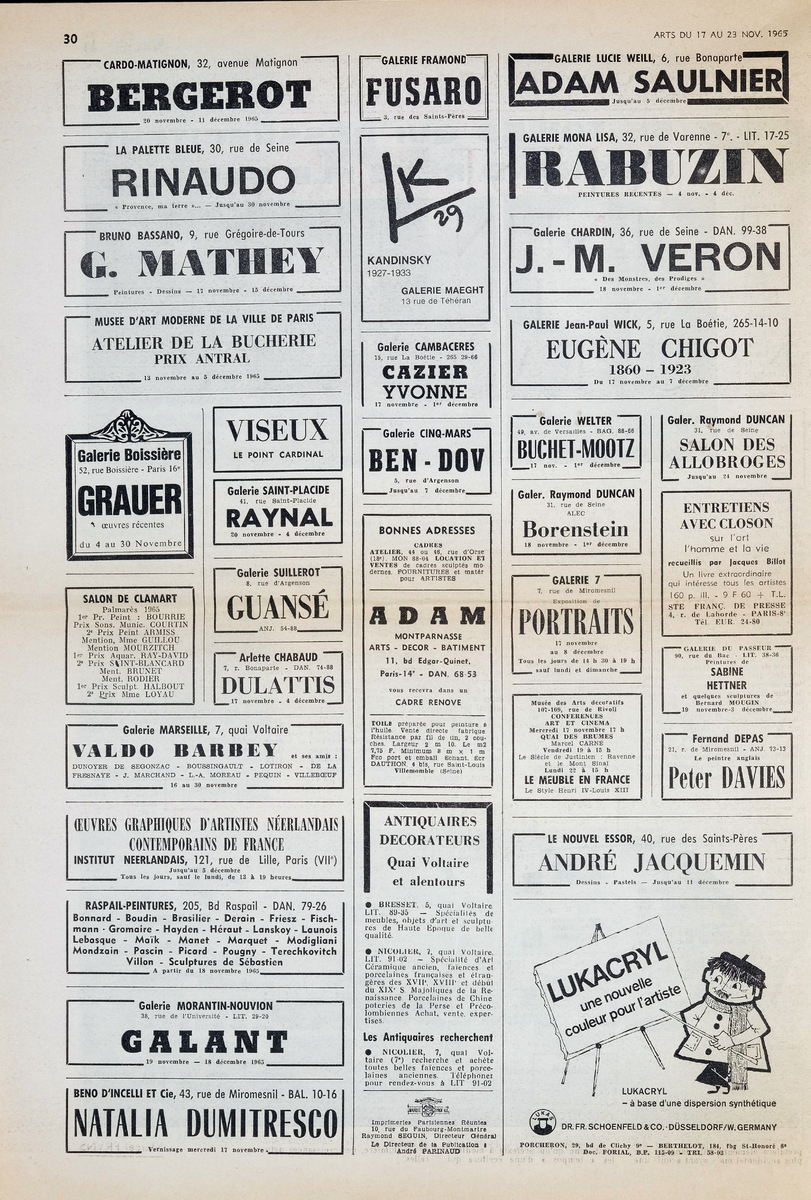 30
ARTS DU 17 AU 23 NOV. 1965
CARDO-MATIGNON, 32, avenue Matignon
BERGEROT
20 novembre - 11 décembre 1965
LA PALETTE BLEUE, 30, rue de Seine
RINAUDO
« Provence, ma terre »... — Jusqu'au 30 novembre
BRUNO BASSANO, 9, rue Grégoire-de-Tours
G. MATHEY
Peintures - Dessins — 17 novembre - 15 décembre
MUSEE D'ART MODERNE DE LA VILLE DE PARIS
ATELIER DE LA BUCHERIE
PRIX ANTRAL
13 novembre au 5 décembre 1965
Galerie Boissière
52, rue Boissière - Paris 16e
GRAUER
œuvres récentes
du 4 au 30 Novembre
VISEUX
LE POINT CARDINAL
Galerie SAINT-PLACIDE
41, rue Saint-Placide
RAYNAL
20 novembre - 4 décembre
SALON DE CLAMART
Palmarès 1965
1er Pr. Peint : BOURRIE
Prix Sons. Munic. COURTIN
2e Prix Peint ARMISS
Mention, Mme GUILLOU
Mention MOURZITCH
1er Prix Aquar. RAY-DAVID
2e Prix SAINT-BLANCARD
Ment. BRUNET
Ment. RODIER
1er Prix Sculpt. HALBOUT
2e Prix Mme LOYAU
Galerie SUILLEROT
8, rue d'Argenson
GUANSÉ
ANJ. 54-88
Arlette CHABAUD
7, r. Bonaparte - DAN. 74-88
DULATTIS
17 novembre - 4 décembre
Galerie MARSEILLE, 7, quai Voltaire
VALDO BARBEY et ses amis :
DUNOYER DE SEGONZAC - BOUSSINGAULT - LOTIRON - DE LA
FRESNAYE - J. MARCHAND - L.-A. MOREAU - PEQUIN - VILLEBŒUF
16 au 30 novembre
ŒUVRES GRAPHIQUES D'ARTISTES NÉERLANDAIS
CONTEMPORAINS DE FRANCE
INSTITUT NEERLANDAIS, 121, rue de Lille, Paris (VIIe)
Jusqu'au 5 décembre
Tous les jours, sauf le lundi, de 13 à 19 heures
RASPAIL-PEINTURES, 205, Bd Raspail - DAN. 79-26
Bonnard - Boudin - Brasilier - Derain - Friesz - Fisch-
mann - Gromaire - Hayden - Héraut - Lanskoy - Launois
Lebosque - Maïk - Manet - Marquet - Modigliani
Mondzain - Pascin - Picard - Pougny - Terechkovitch
Villon - Sculptures de Sébastien
A partir du 18 novembre 1965
Galerie MORANTIN-NOUVION
38, rue de l'Université - LIT. 29-20
GALANT
19 novembre — 18 décembre 1965
BENO D'INCELLI ET Cie, 43, rue de Miromesnil - BAL. 10-16
NATALIA DUMITRESCO
Vernissage mercredi 17 novembre
GALERIE FRAMOND
FUSARO
3, rue des Saints-Pères
K
29
KANDINSKY
1927-1933
GALERIE MAEGHT
13 rue de Téhéran
Galerie CAMBACERES
15, rue La Boétie - 265 29-66
CAZIER
YVONNE
17 novembre - 1er décembre
Galerie CINQ-MARS
BEN - DOV
5, rue d'Argenson
Jusqu'au 7 décembre
BONNES ADRESSES
CADRES
ATELIER, 44 ou 46, rue d'Orse
(18e). MON 88-04 LOCATION ET
VENTES de cadres sculptés mo-
dernes. FOURNITURES et matér
pour ARTISTES
ADAM
MONTPARNASSE
ARTS - DECOR - BATIMENT
11, bd Edgar-Quinet,
Paris-14e - DAN. 68-53
vous recevra dans un
CADRE RENOVE
TOILE préparée pour peinture à
l'huile. Vente directe fabrique
Résistance par fil de lin, 2 cou-
ches. Largeur 2 m 10. Le m2
7,75 F. Minimum 8 m x 1 m
Fco port et emball Echant. Ecr
DAUTHON 4 bis, rue Saint-Louis
Villemomble (Seine)
ANTIQUAIRES
DECORATEURS
Quai Voltaire
et alentours
● BRESSET, 5, quai Voltaire
LIT. 89-35 — Spécialités de
meubles, objets d'art et sculptu-
res de Haute Epoque de belle
qualité.
● NICOLIER, 7, quai Voltaire,
LIT. 91-02 — Spécialité d'Art
Céramique ancien, faïences et
porcelaines françaises et étran-
gères des XVIIe, XVIIIe et début
du XIXe S. Majoliques de la Re-
naissance. Porcelaines de Chine
poteries de la Perse et Préco-
lombiennes Achat, vente, exper-
tises.
Les Antiquaires recherchent
● NICOLIER, 7, quai Vol-
taire (7e) recherche et achète
toutes belles faïences et porce-
laines anciennes. Téléphoner
pour rendez-vous à LIT 91-02
Imprimeries Parisiennes Réunies
10, rue du Faubourg-Montmartre
Raymond SEGUIN, Directeur Général
Le Directeur de la Publication :
André PARINAUD
GALERIE LUCIE WEILL, 6, rue Bonaparte
ADAM SAULNIER
Jusqu'au 5 décembre
GALERIE MONA LISA, 32, rue de Varenne - 7e. - LIT. 17-25
RABUZIN
PEINTURES RECENTES — 4 nov. - 4 déc.
Galerie CHARDIN, 36, rue de Seine - DAN. 99-38
J.-M. VERON
« Des Monstres, des Prodiges »
18 novembre - 1er décembre
GALERIE Jean-Paul WICK, 5, rue La Boétie, 265-14-10
EUGÈNE CHIGOT
1860 – 1923
Du 17 novembre au 7 décembre
Galerie WELTER
49, av. de Versailles - BAG. 88-66
BUCHET-MOOTZ
17 nov. - 1er décembre
Galer. Raymond DUNCAN
31, rue de Seine
SALON DES
ALLOBROGES
Jusqu'au 24 novembre
Galer. Raymond DUNCAN
31, rue de Seine
ALEC
Borenstein
18 novembre - 1er décembre
ENTRETIENS
AVEC CLOSON
sur l'art
l'homme et la vie
recueillis par Jacques Billot
Un livre extraordinaire
qui intéresse tous les artistes
160 p. ill. - 9 F 60 + T.L.
STE FRANÇ. DE PRESSE
4, r. de Laborde - PARIS-8e
Tél. EUR. 24-80
GALERIE 7
7, rue de Miromesnil
Exposition de
PORTRAITS
17 novembre
au 8 décembre
Tous les jours de 14 h 30 à 19 h
sauf lundi et dimanche
GALERIE DU PASSEUR
90, rue du Bac - LIT. 38-36
Peintures de
SABINE
HETTNER
et quelques sculptures de
Bernard MOUGIN
19 novembre-3 décembre
Musée des Arts décoratifs
107-109, rue de Rivoli
CONFERENCES
ART ET CINEMA
Mercredi 17 novembre 17 h
QUAI DES BRUMES
Marcel CARNE
Vendredi 19 à 15 h
Le Siècle de Justinien : Ravenne
et le Mont Sinaï
Lundi 22 à 15 h
LE MEUBLE EN FRANCE
Le Style Henri IV-Louis XIII
Fernand DEPAS
21, r. de Miromesnil - ANJ. 73-13
Le peintre anglais
Peter DAVIES
LE NOUVEL ESSOR, 40, rue des Saints-Pères
ANDRÉ JACQUEMIN
Dessins - Pastels — Jusqu'au 11 décembre
LUKACRYL
une nouvelle
couleur pour l'artiste
LUKACRYL
– à base d'une dispersion synthétique
LUKAS
DR. FR. SCHOENFELD & CO. · DÜSSELDORF/W. GERMANY
PORCHERON, 29, bd de Clichy 9e — BERTHELOT, 184, fbg St-Honoré 8e
Doc. FORIAL, B.P. 115-09 - TRI. 58-93